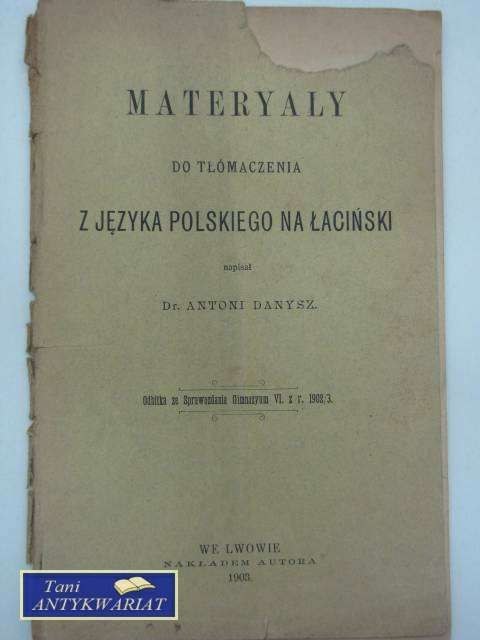 MATERYAŁY
DO TŁÓMACZENIA
Z JĘZYKA POLSKIEGO NA ŁACIŃSKI
napisał
Dr. ANTONI DANYSZ.
Odbitka ze Sprawozdania Gimnazyum VI. z r. 1902/3.
WE LWOWIE
NAKŁADEM AUTORA
1903.
Tani
ANTYKWARIAT